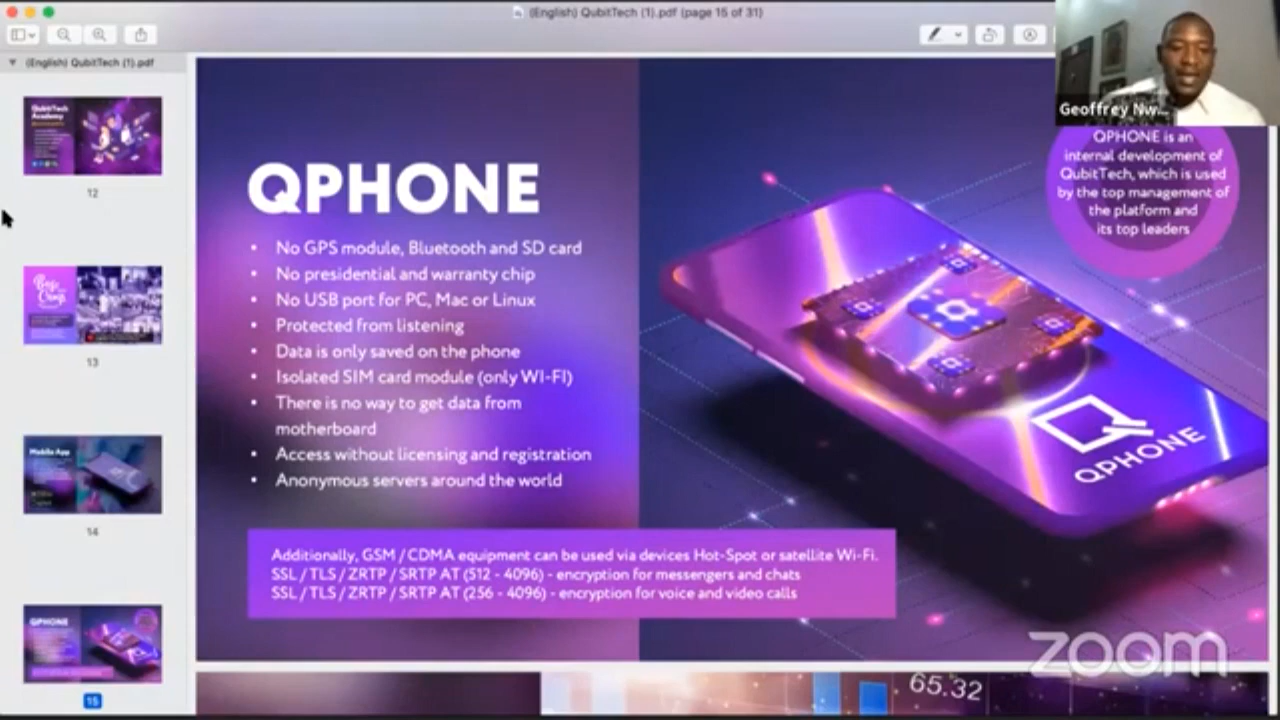 (English) QubitTech (1).pdf (page 15 of 31)
(English) QubitTech (1).pdf
QubitTech
Academy
12
13
Mobile App
14
QPHONE
15
QPHONE
• No GPS module, Bluetooth and SD card
• No presidential and warranty chip
• No USB port for PC, Mac or Linux
• Protected from listening
• Data is only saved on the phone
• Isolated SIM card module (only WI-FI)
• There is no way to get data from
motherboard
• Access without licensing and registration
• Anonymous servers around the world
Additionally, GSM / CDMA equipment can be used via devices Hot-Spot or satellite Wi-Fi.
SSL / TLS / ZRTP / SRTP AT (512 - 4096) - encryption for messengers and chats
SSL / TLS / ZRTP / SRTP AT (256 - 4096) - encryption for voice and video calls
Geoffrey Nw...
QPHONE is an
internal development of
QubitTech, which is used
by the top management of
the platform and
its top leaders
QPHONE
zoom
65.32